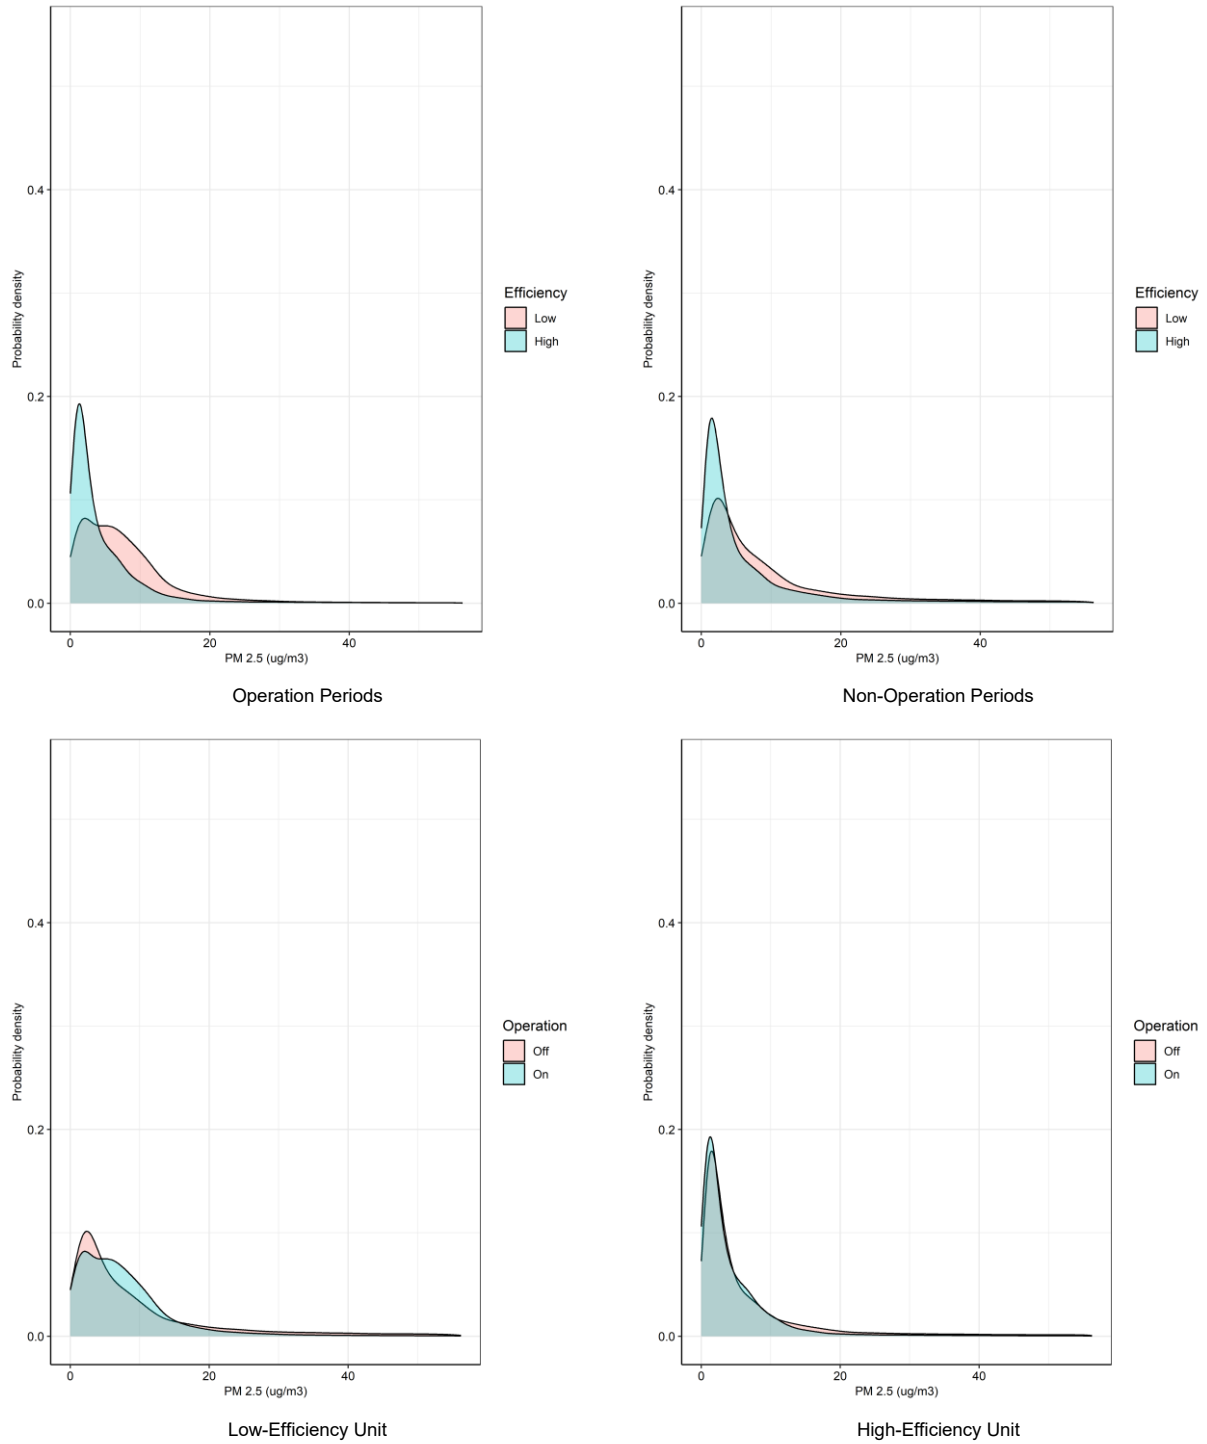 0.4
0.2
0.0
Probability density
0
20
40
PM 2.5 (ug/m3)
Efficiency
Low
High
Operation Periods
0.4
0.2
0.0
Probability density
0
20
40
PM 2.5 (ug/m3)
Efficiency
Low
High
Non-Operation Periods
0.4
0.2
0.0
Probability density
0
20
40
PM 2.5 (ug/m3)
Operation
Off
On
Low-Efficiency Unit
0.4
0.2
0.0
Probability density
0
20
40
PM 2.5 (ug/m3)
Operation
Off
On
High-Efficiency Unit